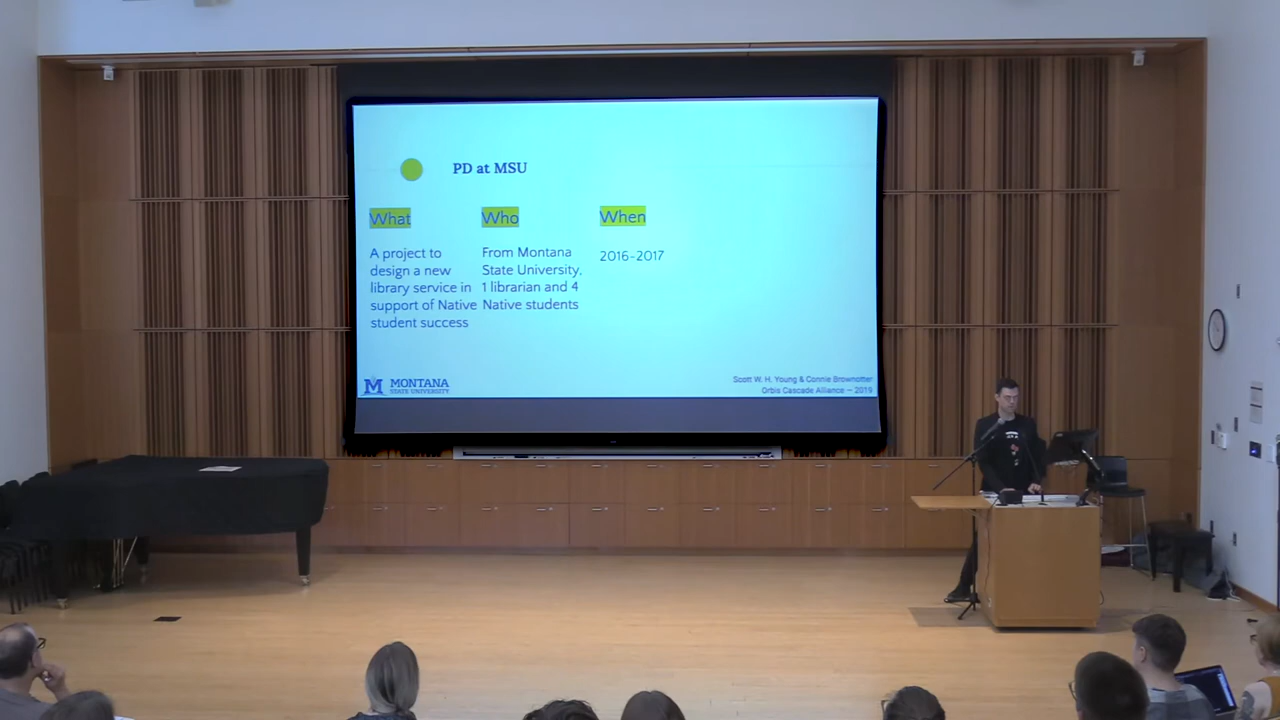 PD at MSU
What
A project to
design a new
library service in
support of Native
student success
Who
From Montana
State University,
1 librarian and 4
Native students
When
2016-2017
M MONTANA
STATE UNIVERSITY
Scott W. H. Young & Connie Brownotter
Orbis Cascade Alliance – 2019